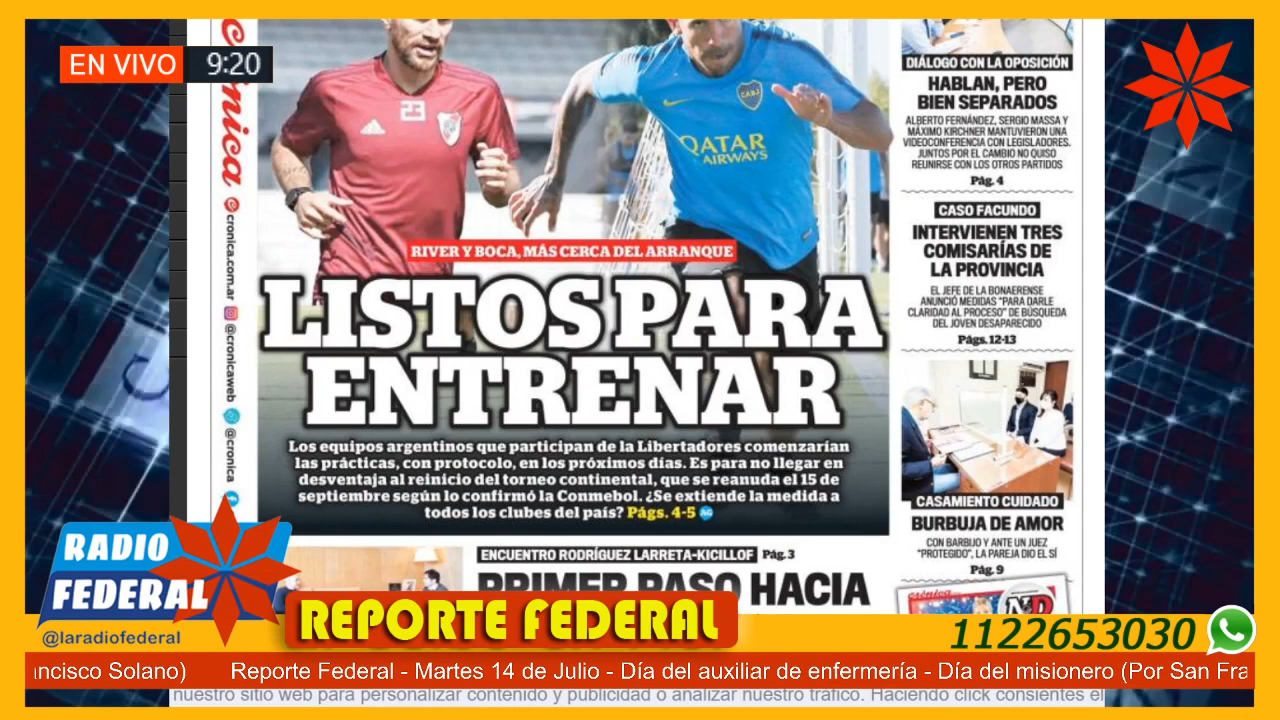 EN VIVO 9:20
crónica
cronica.com.ar
@cronicaweb
@cronica
23
CABJ
QATAR
AIRWAYS
RIVER Y BOCA, MÁS CERCA DEL ARRANQUE
LISTOS PARA
ENTRENAR
Los equipos argentinos que participan de la Libertadores comenzarían
las prácticas, con protocolo, en los próximos días. Es para no llegar en
desventaja al reinicio del torneo continental, que se reanuda el 15 de
septiembre según lo confirmó la Conmebol. ¿Se extiende la medida a
todos los clubes del país? Págs. 4-5
ENCUENTRO RODRÍGUEZ LARRETA-KICILLOF Pág. 3
PRIMER PASO HACIA
DIÁLOGO CON LA OPOSICIÓN
HABLAN, PERO
BIEN SEPARADOS
ALBERTO FERNÁNDEZ, SERGIO MASSA Y
MÁXIMO KIRCHNER MANTUVIERON UNA
VIDEOCONFERENCIA CON LEGISLADORES.
JUNTOS POR EL CAMBIO NO QUISO
REUNIRSE CON LOS OTROS PARTIDOS
Pág. 4
CASO FACUNDO
INTERVIENEN TRES
COMISARÍAS DE
LA PROVINCIA
EL JEFE DE LA BONAERENSE
ANUNCIÓ MEDIDAS "PARA DARLE
CLARIDAD AL PROCESO" DE BÚSQUEDA
DEL JOVEN DESAPARECIDO
Págs. 12-13
CASAMIENTO CUIDADO
BURBUJA DE AMOR
CON BARBIJO Y ANTE UN JUEZ
"PROTEGIDO", LA PAREJA DIO EL SÍ
Pág. 9
crónica
RADIO
FEDERAL
@laradiofederal
REPORTE FEDERAL
1122653030
ancisco Solano) Reporte Federal - Martes 14 de Julio - Día del auxiliar de enfermería - Día del misionero (Por San Fra
nuestro sitio web para personalizar contenido y publicidad o analizar nuestro tráfico. Haciendo click consientes el